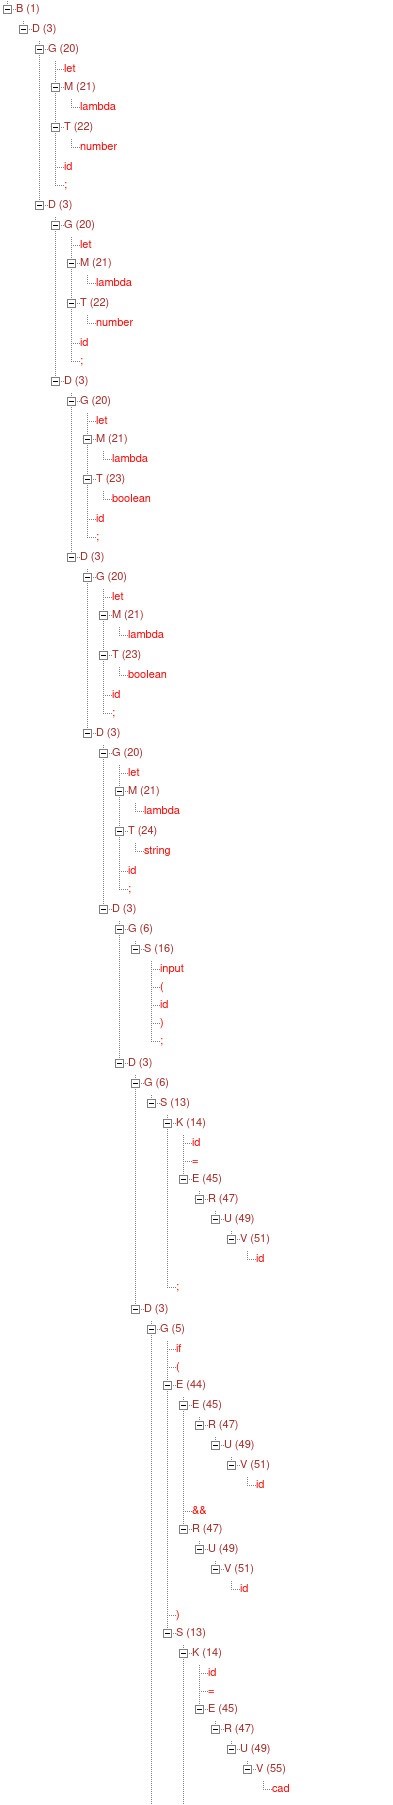 B (1)
D (3)
G (20)
let
M (21)
lambda
T (22)
number
id
;
D (3)
G (20)
let
M (21)
lambda
T (22)
number
id
;
D (3)
G (20)
let
M (21)
lambda
T (23)
boolean
id
;
D (3)
G (20)
let
M (21)
lambda
T (23)
boolean
id
;
D (3)
G (20)
let
M (21)
lambda
T (24)
string
id
;
D (3)
G (6)
S (16)
input
(
id
)
;
D (3)
G (6)
S (13)
K (14)
id
=
E (45)
R (47)
U (49)
V (51)
id
;
D (3)
G (5)
if
(
E (44)
E (45)
R (47)
U (49)
V (51)
id
&&
R (47)
U (49)
V (51)
id
)
S (13)
K (14)
id
=
E (45)
R (47)
U (49)
V (55)
cad